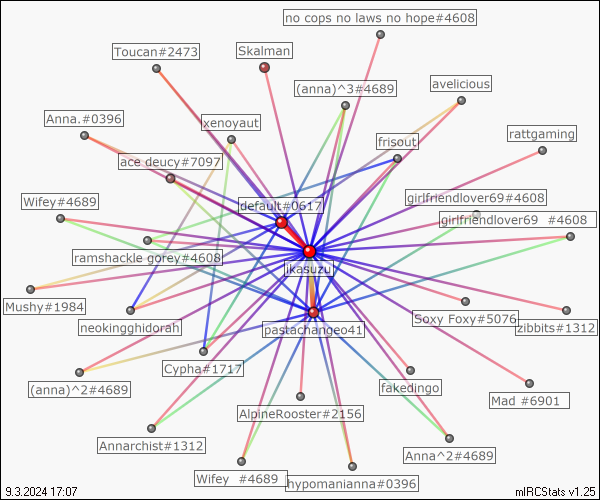 no cops no laws no hope#4608
Toucan#2473
Skalman
(anna)^3#4689
avelicious
Anna.#0396
xenoyaut
frisout
rattgaming
ace.deucy#7097
Wifey#4689
default#0617
girlfriendlover69#4608
girlfriendlover69 #4608
ramshackle gorey#4608
jikasuzu
Mushy#1984
neokingghidorah
pastachangeo41
Soxy Foxy#5076
zibbits#1312
(anna)^2#4689
Cypha#1717
fakedingo
Mad #6901
AlpineRooster#2156
Annarchist#1312
Anna^2#4689
Wifey #4689
hypomanianna#0396
9.3.2024 17:07
mIRCStats v1.25